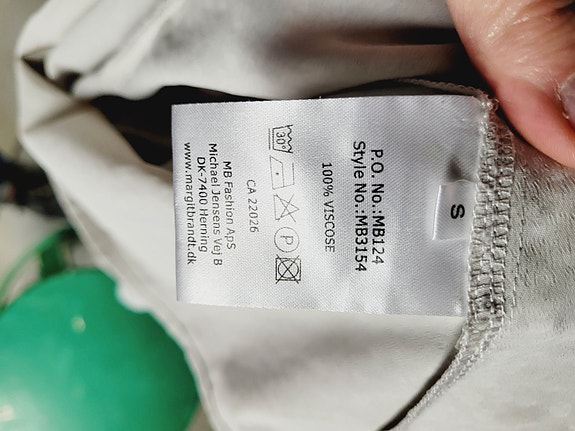 S
P.O. No.:MB124
Style No.:MB3154
100% VISCOSE
30°
P
CA 22026
MB Fashion ApS
Michael Jensens Vej B
DK-7400 Herning
www.margitbrandt.dk